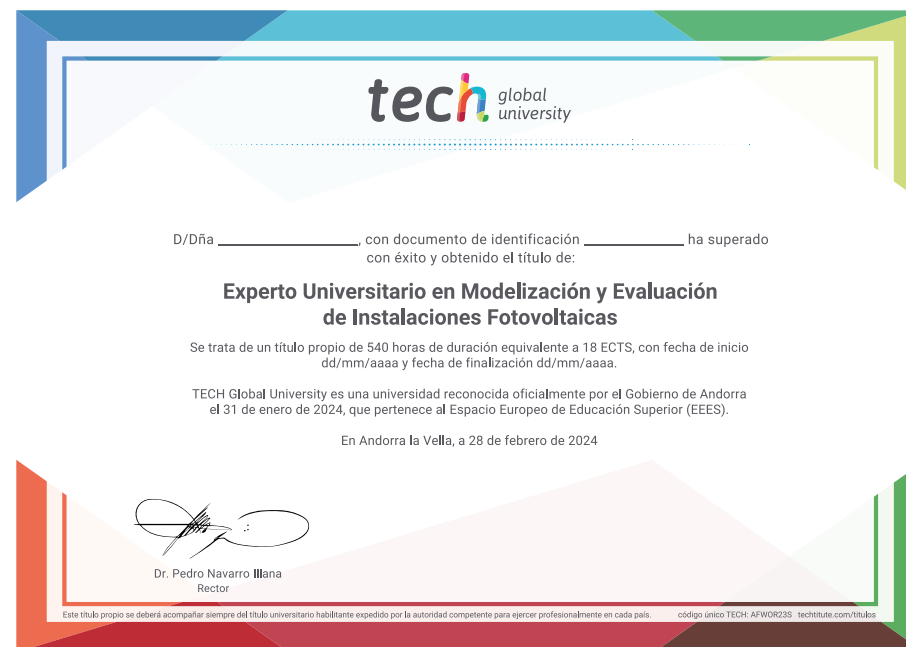 tech global university
D/Dña ____________________, con documento de identificación ______________ ha superado
con éxito y obtenido el título de:
Experto Universitario en Modelización y Evaluación
de Instalaciones Fotovoltaicas
Se trata de un título propio de 540 horas de duración equivalente a 18 ECTS, con fecha de inicio
dd/mm/aaaa y fecha de finalización dd/mm/aaaa.
TECH Global University es una universidad reconocida oficialmente por el Gobierno de Andorra
el 31 de enero de 2024, que pertenece al Espacio Europeo de Educación Superior (EEES).
En Andorra la Vella, a 28 de febrero de 2024
Dr. Pedro Navarro Illana
Rector
Este título propio se deberá acompañar siempre del título universitario habilitante expedido por la autoridad competente para ejercer profesionalmente en cada país. código único TECH: AFWOR23S techtitute.com/titulos